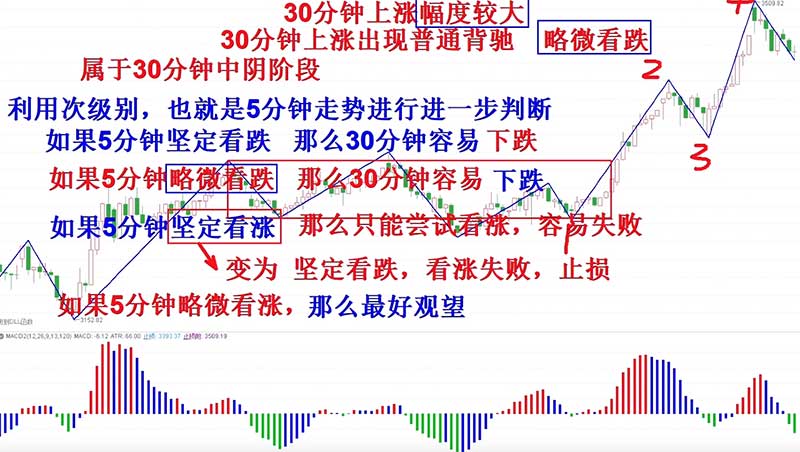 30分钟上涨幅度较大
3509.82
30分钟上涨出现普通背驰 略微看跌
属于30分钟中阴阶段
2
利用次级别，也就是5分钟走势进行进一步判断
如果5分钟坚定看跌 那么30分钟容易 下跌
3
如果5分钟略微看跌 那么30分钟容易 下跌
如果5分钟坚定看涨 那么只能尝试看涨，容易失败
1
变为 坚定看跌，看涨失败，止损
如果5分钟略微看涨，那么最好观望
3152.82
MACD2(12,26,9,13,120) MACD: -6.12 ATR: 66.00 止损: 3393.37 止损附: 3509.19